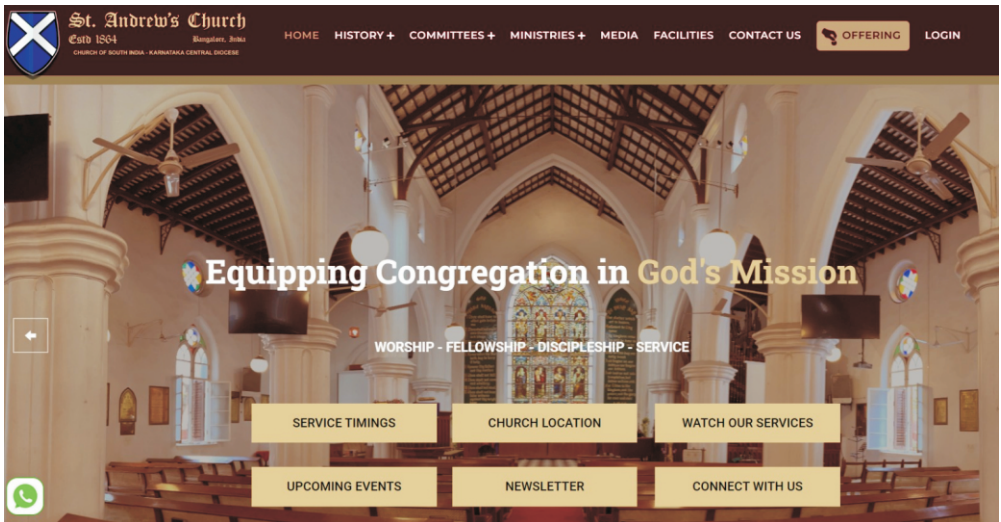 St. Andrew's Church
Estd 1864 Bangalore, India
CHURCH OF SOUTH INDIA - KARNATAKA CENTRAL DIOCESE
HOME HISTORY + COMMITTEES + MINISTRIES + MEDIA FACILITIES CONTACT US OFFERING LOGIN
Equipping Congregation in God's Mission
WORSHIP - FELLOWSHIP - DISCIPLESHIP - SERVICE
SERVICE TIMINGS CHURCH LOCATION WATCH OUR SERVICES
UPCOMING EVENTS NEWSLETTER CONNECT WITH US